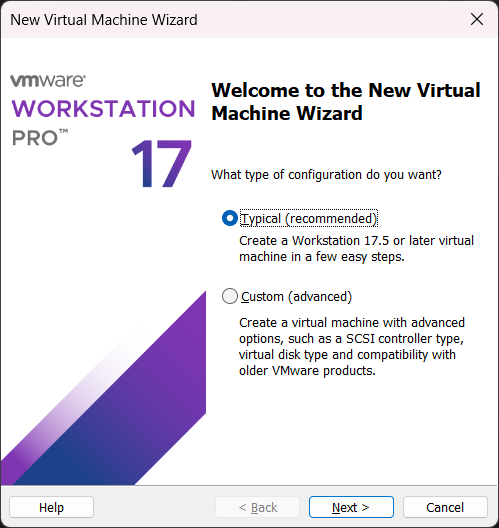 New Virtual Machine Wizard
vmware®
WORKSTATION
PRO™
17
Welcome to the New Virtual
Machine Wizard
What type of configuration do you want?
Typical (recommended)
Create a Workstation 17.5 or later virtual
machine in a few easy steps.
Custom (advanced)
Create a virtual machine with advanced
options, such as a SCSI controller type,
virtual disk type and compatibility with
older VMware products.
Help
< Back
Next >
Cancel